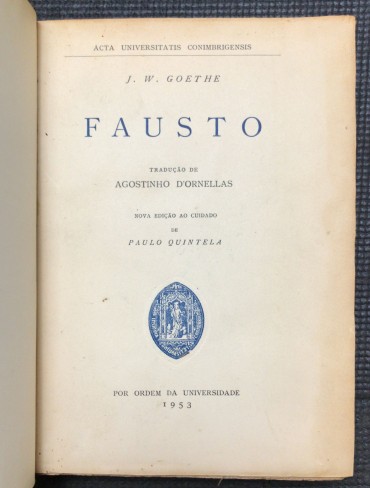 ACTA UNIVERSITATIS CONIMBRIGENSIS
J. W. GOETHE
FAUSTO
TRADUÇÃO DE
AGOSTINHO D'ORNELLAS
NOVA EDIÇÃO AO CUIDADO
DE
PAULO QUINTELA
POR ORDEM DA UNIVERSIDADE
1953